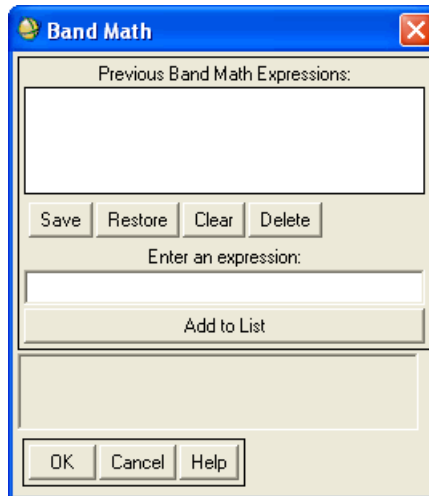 Band Math
Previous Band Math Expressions:
Save Restore Clear Delete
Enter an expression:
Add to List
OK Cancel Help